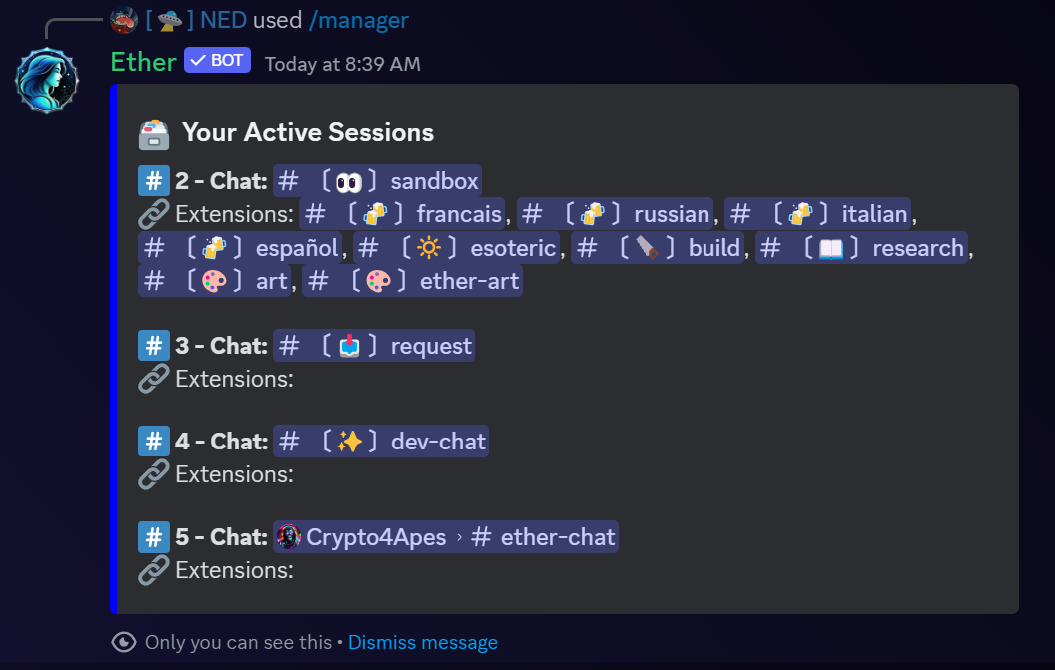 [🛸] NED used /manager
Ether ✓ BOT Today at 8:39 AM
🗃️ Your Active Sessions
#️⃣ 2 - Chat: # 〔👀〕sandbox
🔗 Extensions: # 〔🍻〕francais, # 〔🍻〕russian, # 〔🍻〕italian,
# 〔🍻〕español, # 〔🔅〕esoteric, # 〔🪚〕build, # 〔📖〕research,
# 〔🎨〕art, # 〔🎨〕ether-art
#️⃣ 3 - Chat: # 〔📩〕request
🔗 Extensions:
#️⃣ 4 - Chat: # 〔✨〕dev-chat
🔗 Extensions:
#️⃣ 5 - Chat: Crypto4Apes › # ether-chat
🔗 Extensions:
Only you can see this • Dismiss message